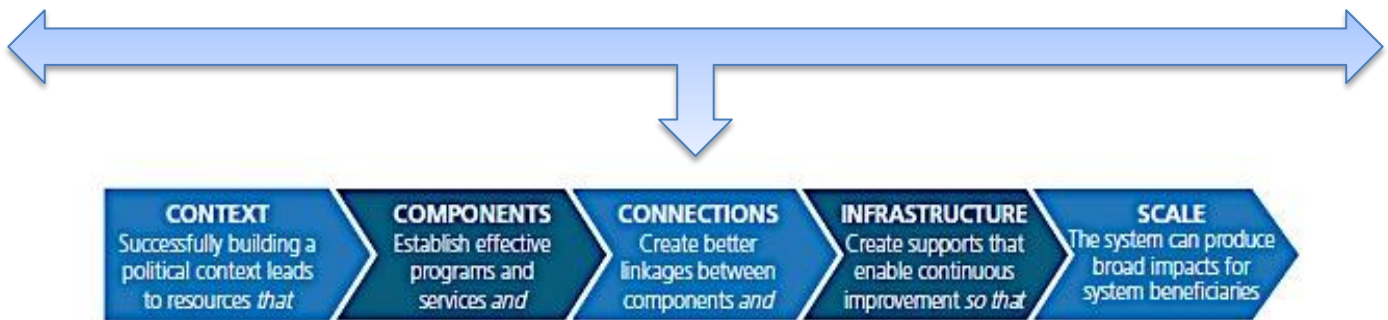 CONTEXT
Successfully building a
political context leads
to resources that
COMPONENTS
Establish effective
programs and
services and
CONNECTIONS
Create better
linkages between
components and
INFRASTRUCTURE
Create supports that
enable continuous
improvement so that
SCALE
The system can produce
broad impacts for
system beneficiaries